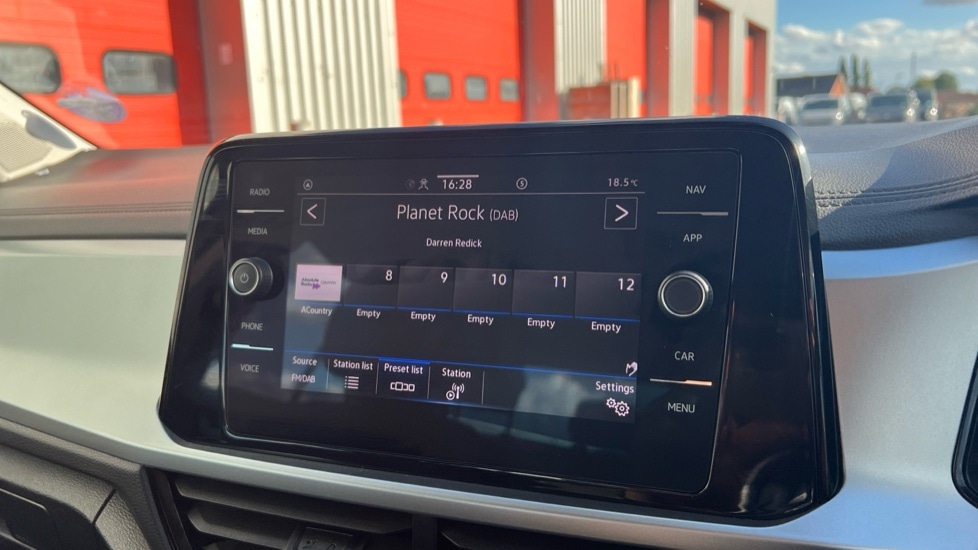 RADIO
MEDIA
PHONE
VOICE
16:28
18.5°C
Planet Rock (DAB)
Darren Redick
8 9 10 11 12
ACountry Empty Empty Empty Empty Empty
Source Station list Preset list Station Settings
FM/DAB
NAV
APP
CAR
MENU